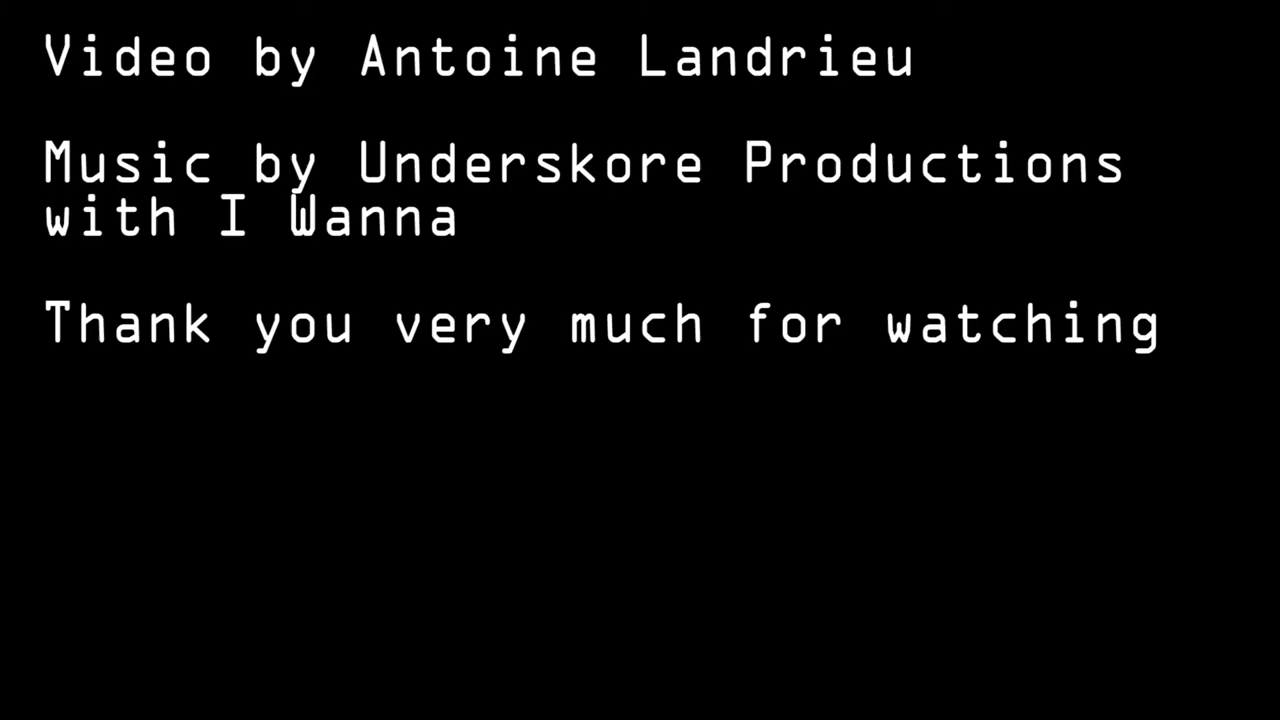 Video by Antoine Landrieu
Music by Underskore Productions
with I Wanna
Thank you very much for watching